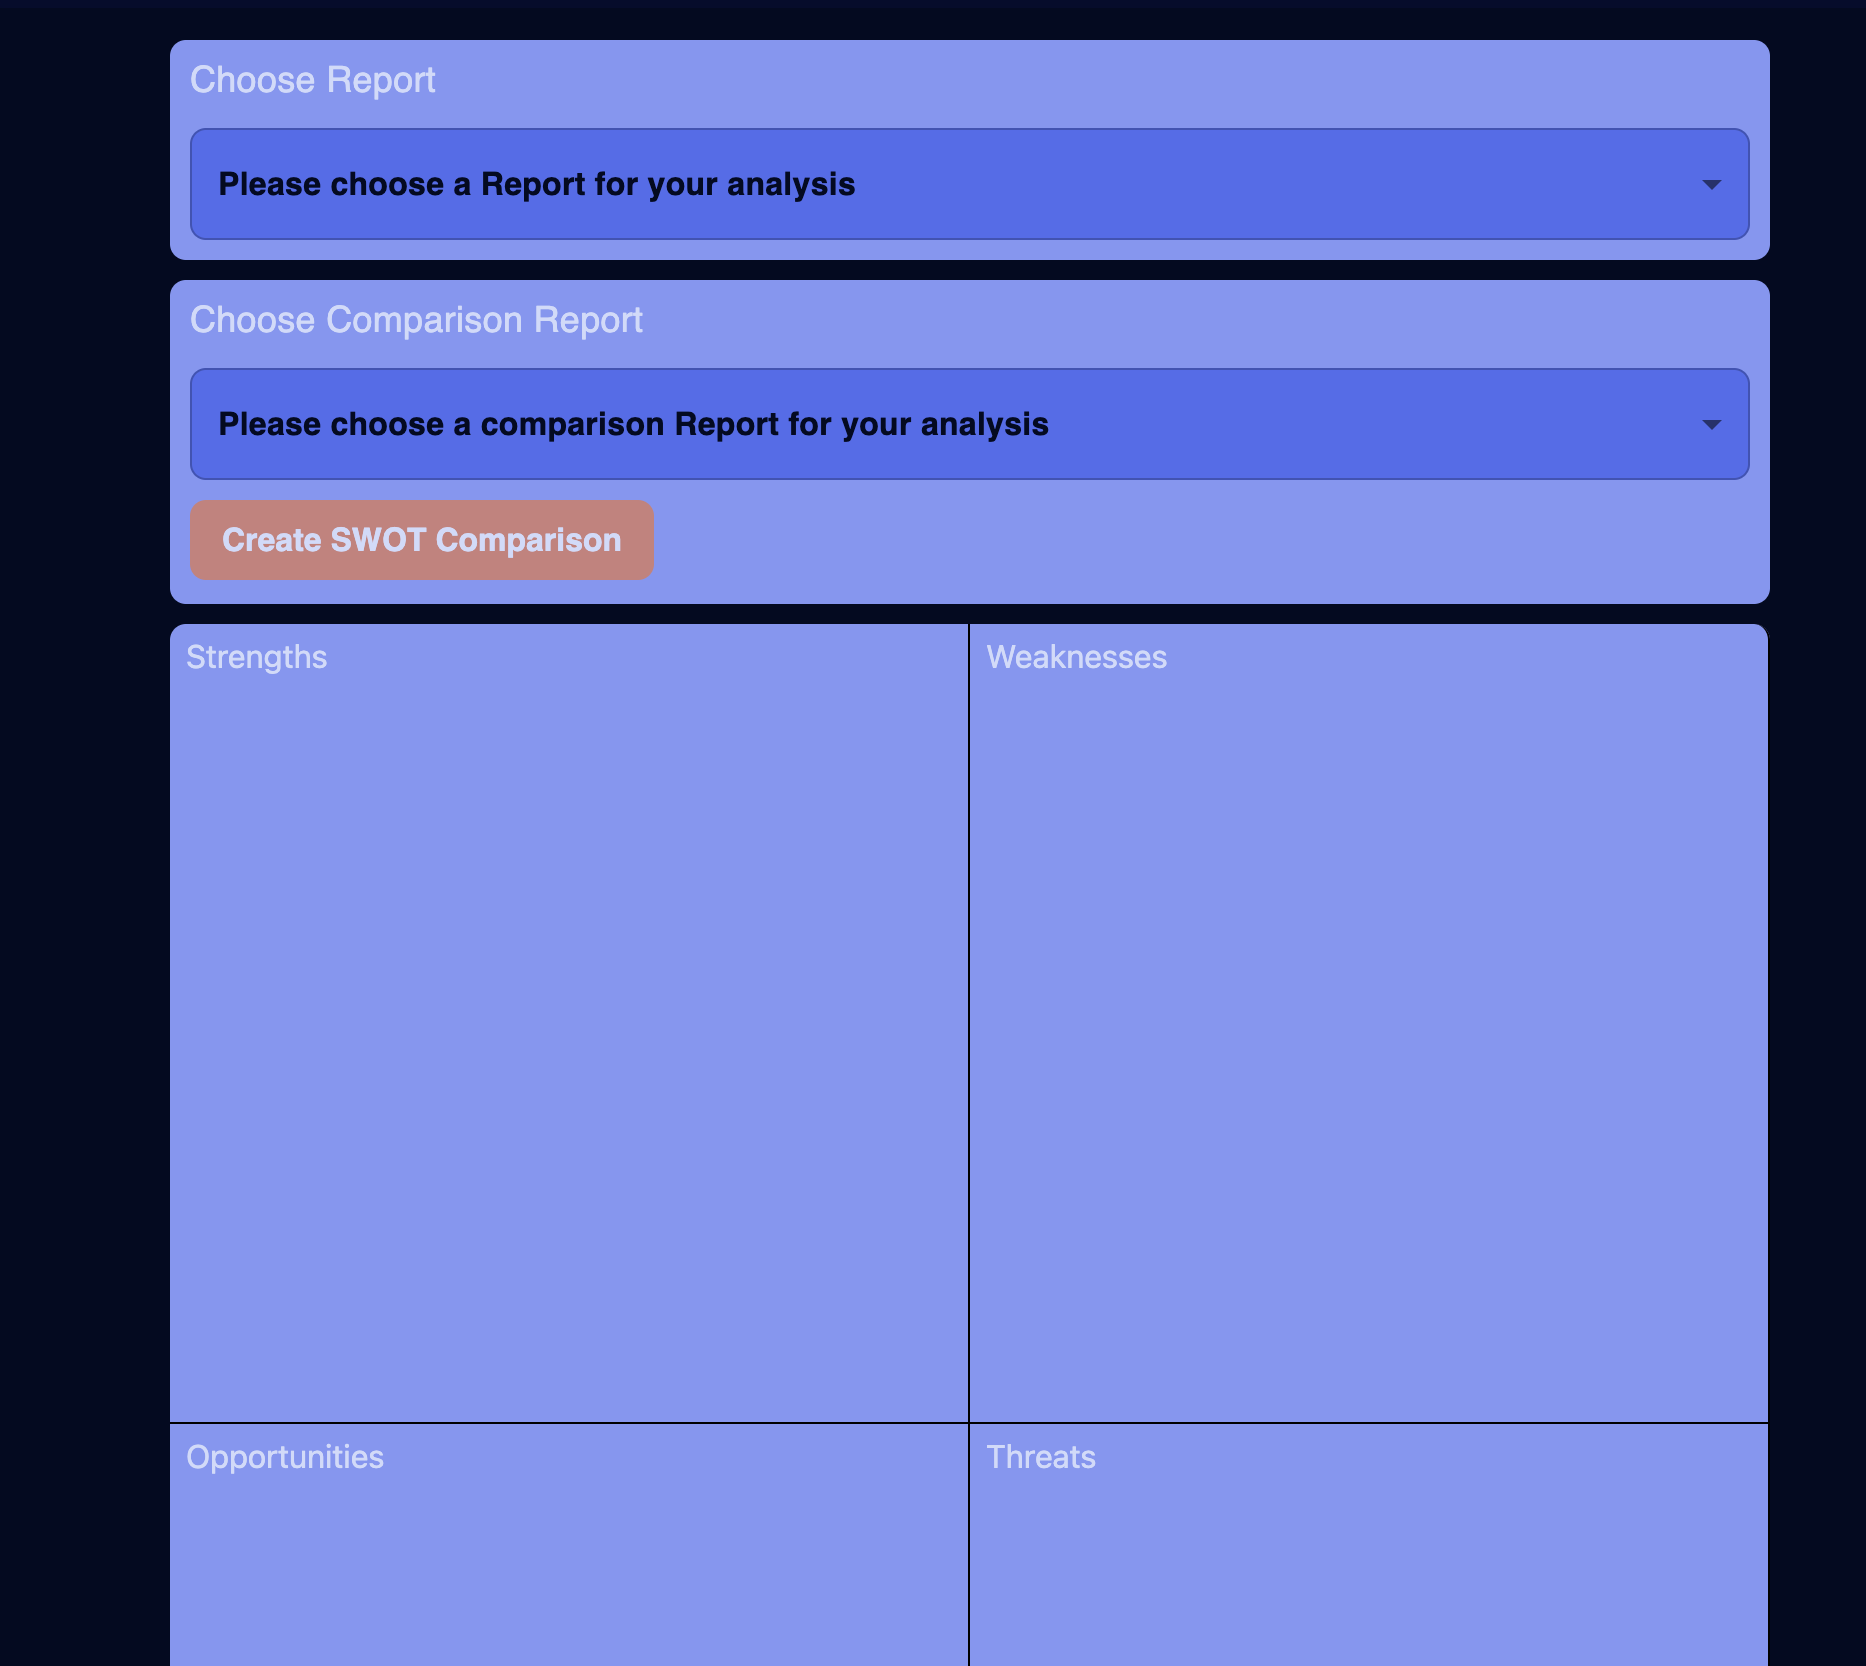 Choose Report
Please choose a Report for your analysis
Choose Comparison Report
Please choose a comparison Report for your analysis
Create SWOT Comparison
Strengths
Weaknesses
Opportunities
Threats